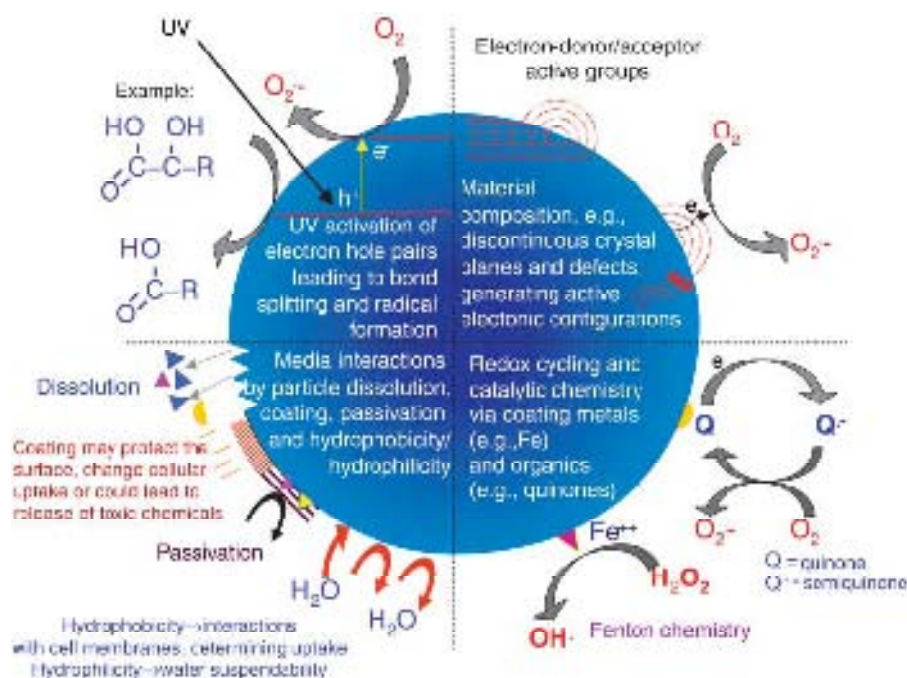 UV
O₂
O₂·-
Example:
HO OH
O C–C–R
HO
O C–R
e-
h+
UV activation of
electron hole pairs
leading to bond
splitting and radical
formation
Electron-donor/acceptor
active groups
Material
composition, e.g.,
discontinuous crystal
planes and defects
generating active
electonic configurations
O₂
e-
O₂·-
Dissolution
Media interactions
by particle dissolution,
coating, passivation
and hydrophobicity/
hydrophilicity
Coating may protect the
surface, change cellular
uptake or could lead to
release of toxic chemicals
Passivation
H₂O
H₂O
Hydrophobicity→interactions
with cell membranes, determining uptake
Hydrophilicity→water suspendability
Redox cycling and
catalytic chemistry
via coating metals
(e.g.,Fe)
and organics
(e.g., quinones)
e-
Q
Q·-
O₂·-
O₂
Q = quinone
Q·- = semiquinone
Fe++
H₂O₂
OH·
Fenton chemistry